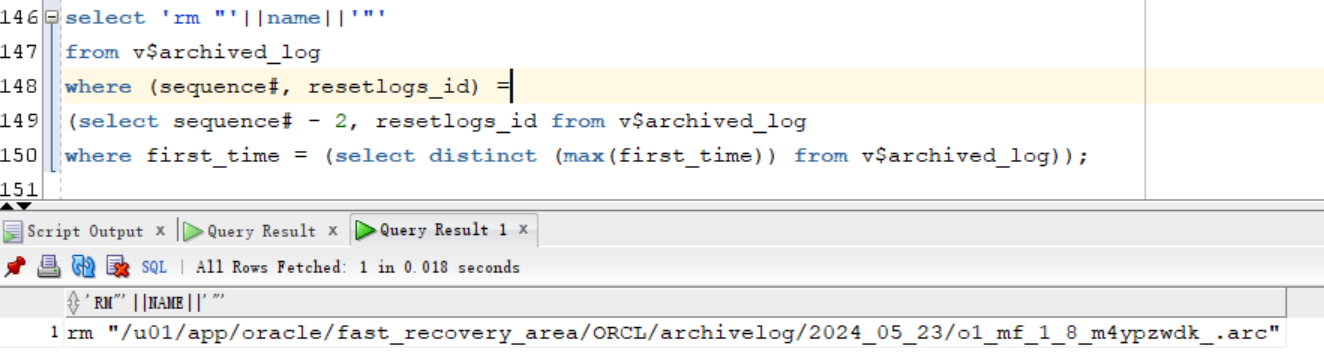 146 select 'rm "'||name||'"'
147 from v$archived_log
148 where (sequence#, resetlogs_id) =
149 (select sequence# - 2, resetlogs_id from v$archived_log
150 where first_time = (select distinct (max(first_time)) from v$archived_log));
151
Script Output x Query Result x Query Result 1 x
SQL | All Rows Fetched: 1 in 0.018 seconds
'RM"'||NAME||'"'
1 rm "/u01/app/oracle/fast_recovery_area/ORCL/archivelog/2024_05_23/o1_mf_1_8_m4ypzwdk_.arc"